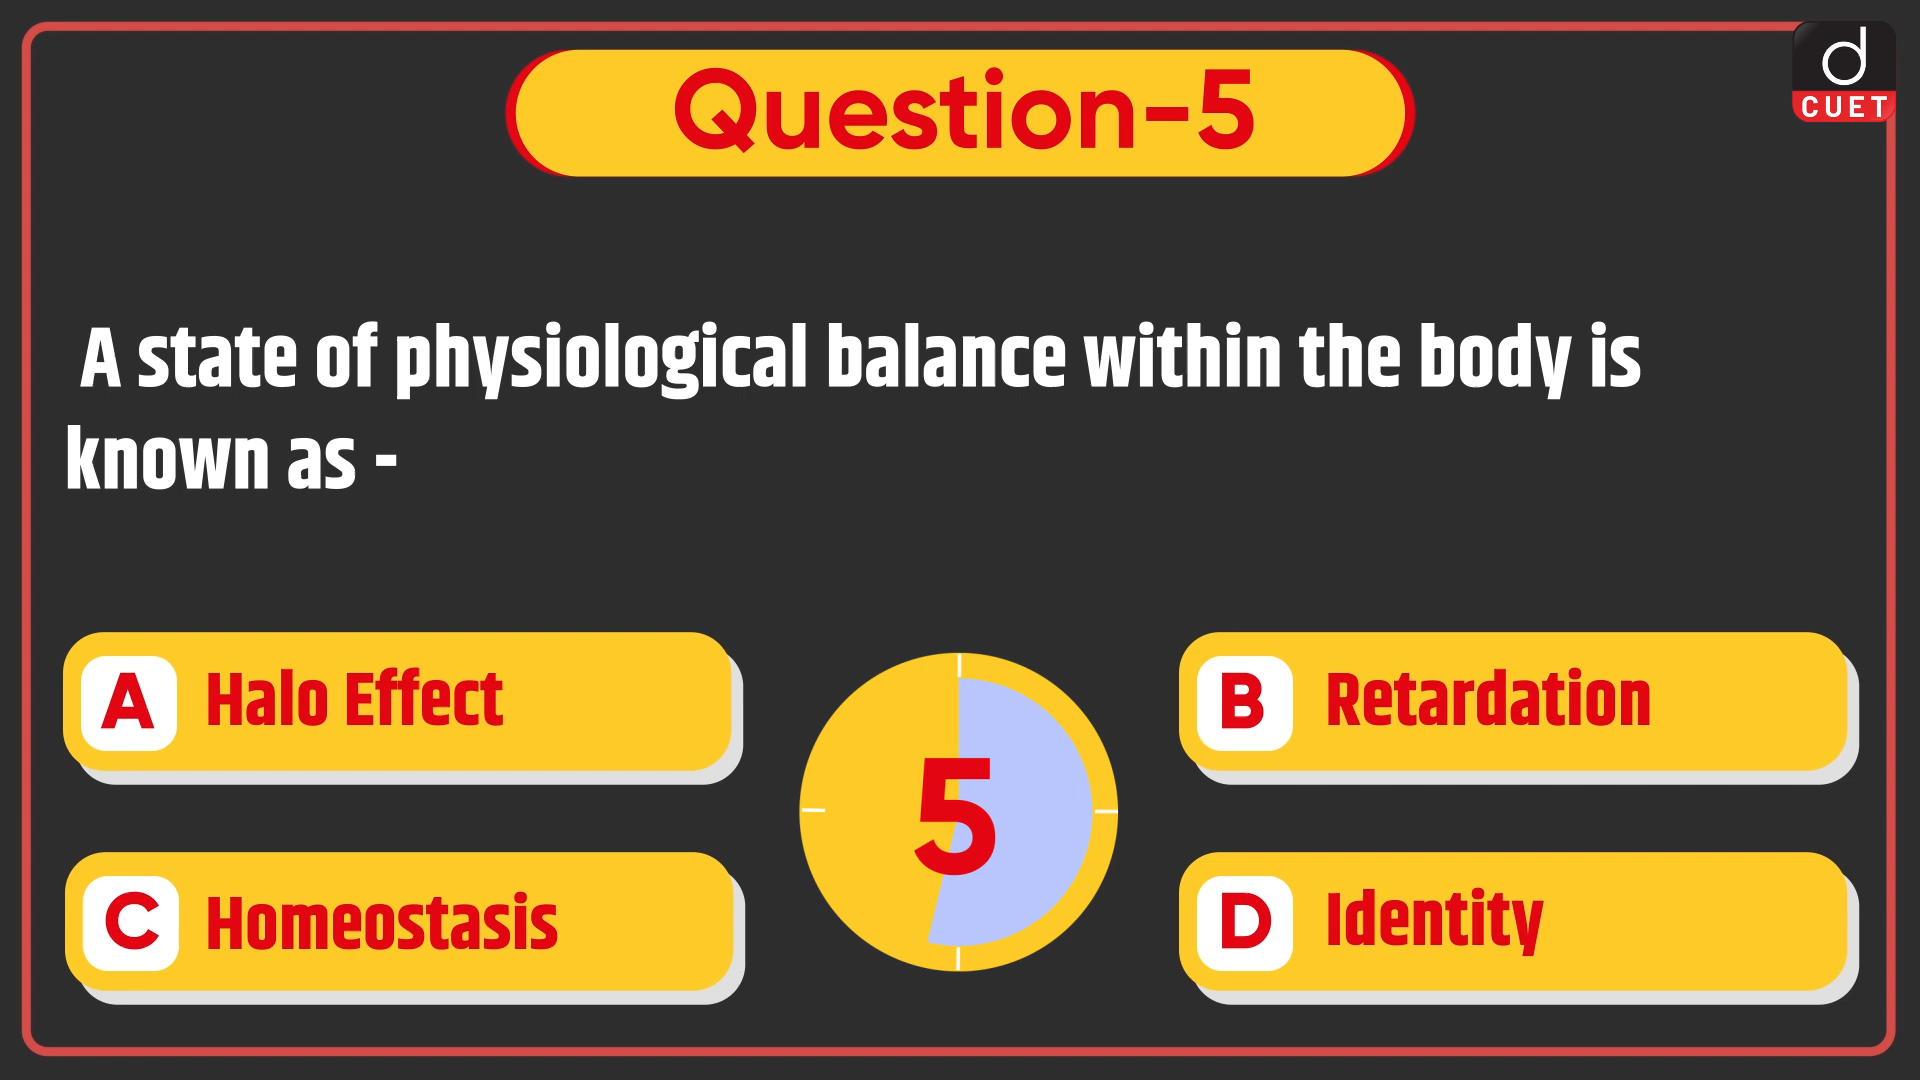 d
CUET
Question-5
A state of physiological balance within the body is
known as -
A Halo Effect
B Retardation
5
C Homeostasis
D Identity